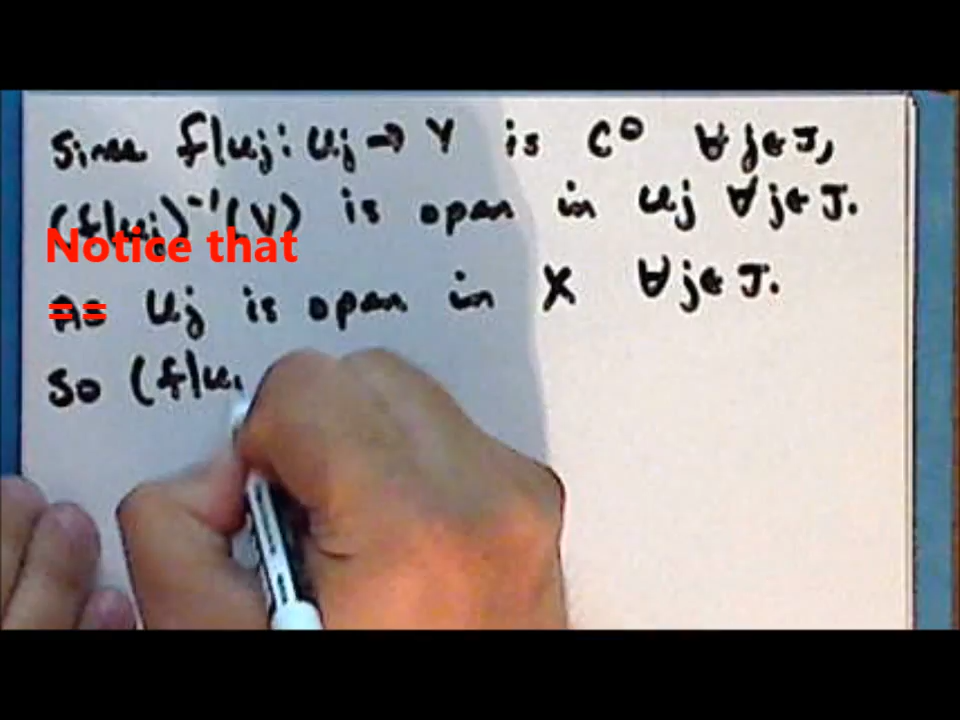 Since f|Uj: Uj → Y is C⁰ ∀ j ∈ J,
(f|Uj)⁻¹(V) is open in Uj ∀ j ∈ J.
Notice that
As Uj is open in X ∀ j ∈ J.
So (f|U